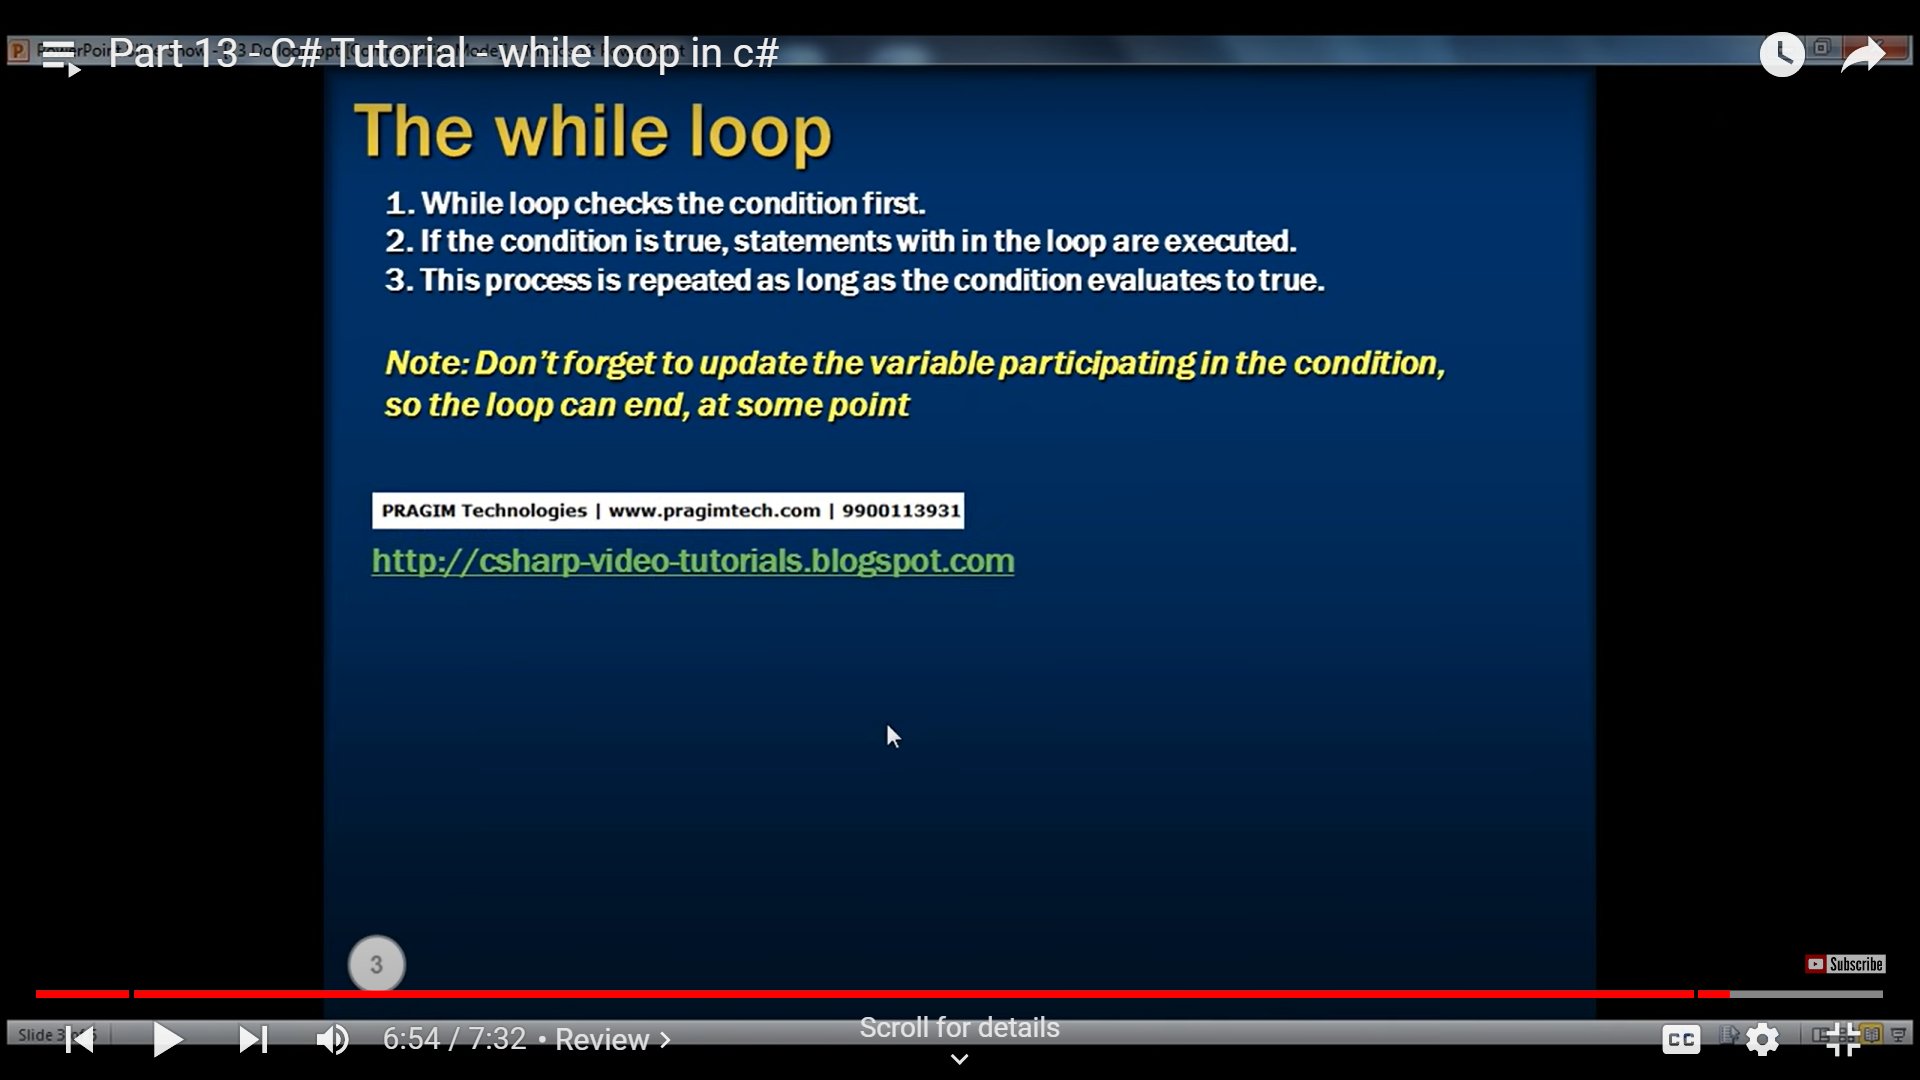 Part 13 - C# Tutorial - while loop in c#
The while loop
1. While loop checks the condition first.
2. If the condition is true, statements with in the loop are executed.
3. This process is repeated as long as the condition evaluates to true.
Note: Don't forget to update the variable participating in the condition,
so the loop can end, at some point
PRAGIM Technologies | www.pragimtech.com | 9900113931
http://csharp-video-tutorials.blogspot.com
3
Subscribe
Slide 3
6:54 / 7:32 • Review >
Scroll for details
CC